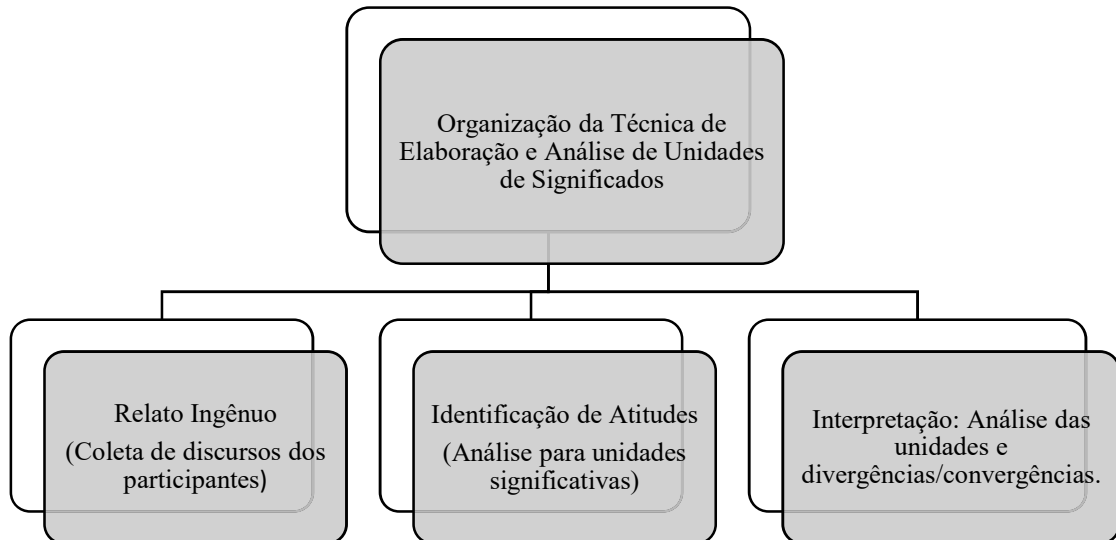 Organização da Técnica de
Elaboração e Análise de Unidades
de Significados
Relato Ingênuo
(Coleta de discursos dos
participantes)
Identificação de Atitudes
(Análise para unidades
significativas)
Interpretação: Análise das
unidades e
divergências/convergências.